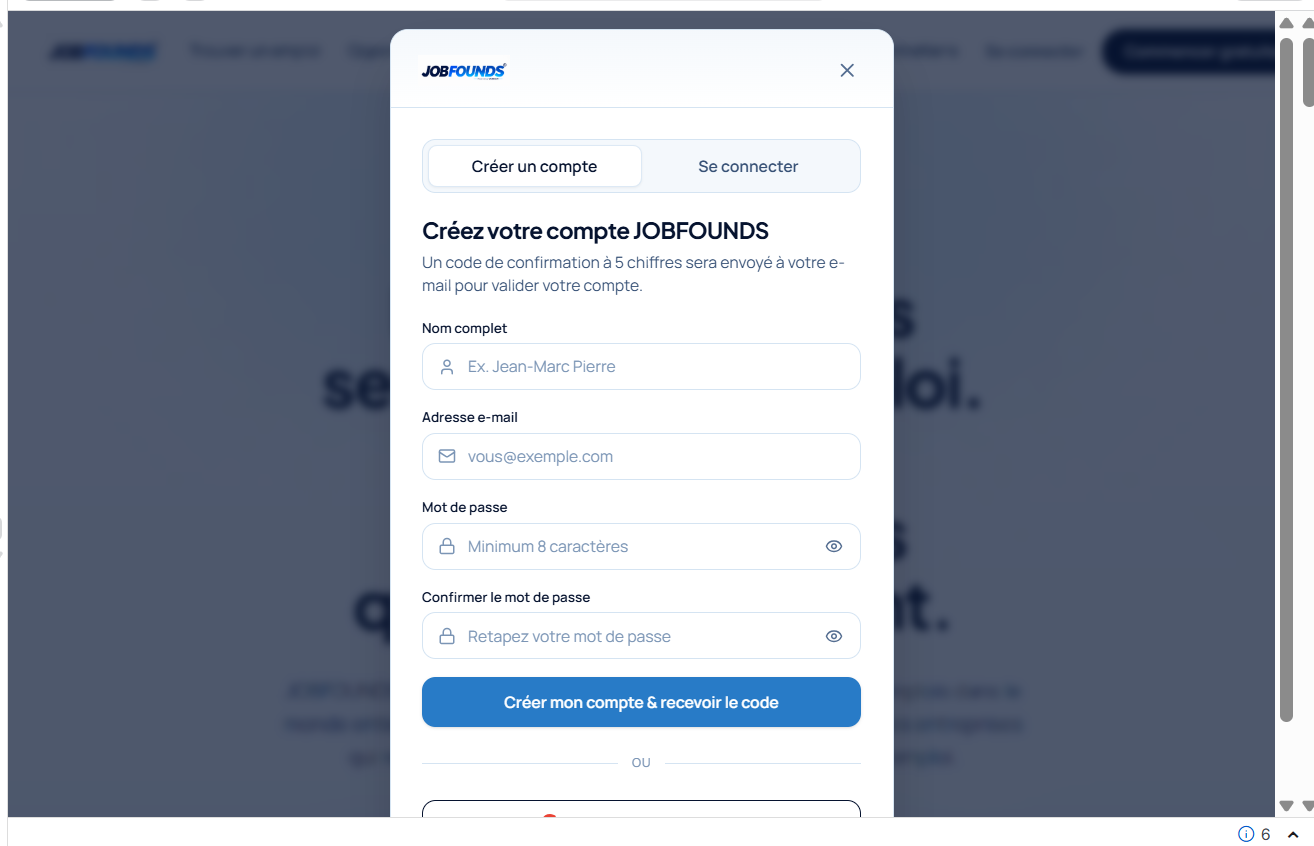 JOBFOUNDS
Créer un compte
Se connecter
Créez votre compte JOBFOUNDS
Un code de confirmation à 5 chiffres sera envoyé à votre e-
mail pour valider votre compte.
Nom complet
Ex. Jean-Marc Pierre
Adresse e-mail
vous@exemple.com
Mot de passe
Minimum 8 caractères
Confirmer le mot de passe
Retapez votre mot de passe
Créer mon compte & recevoir le code
OU
6